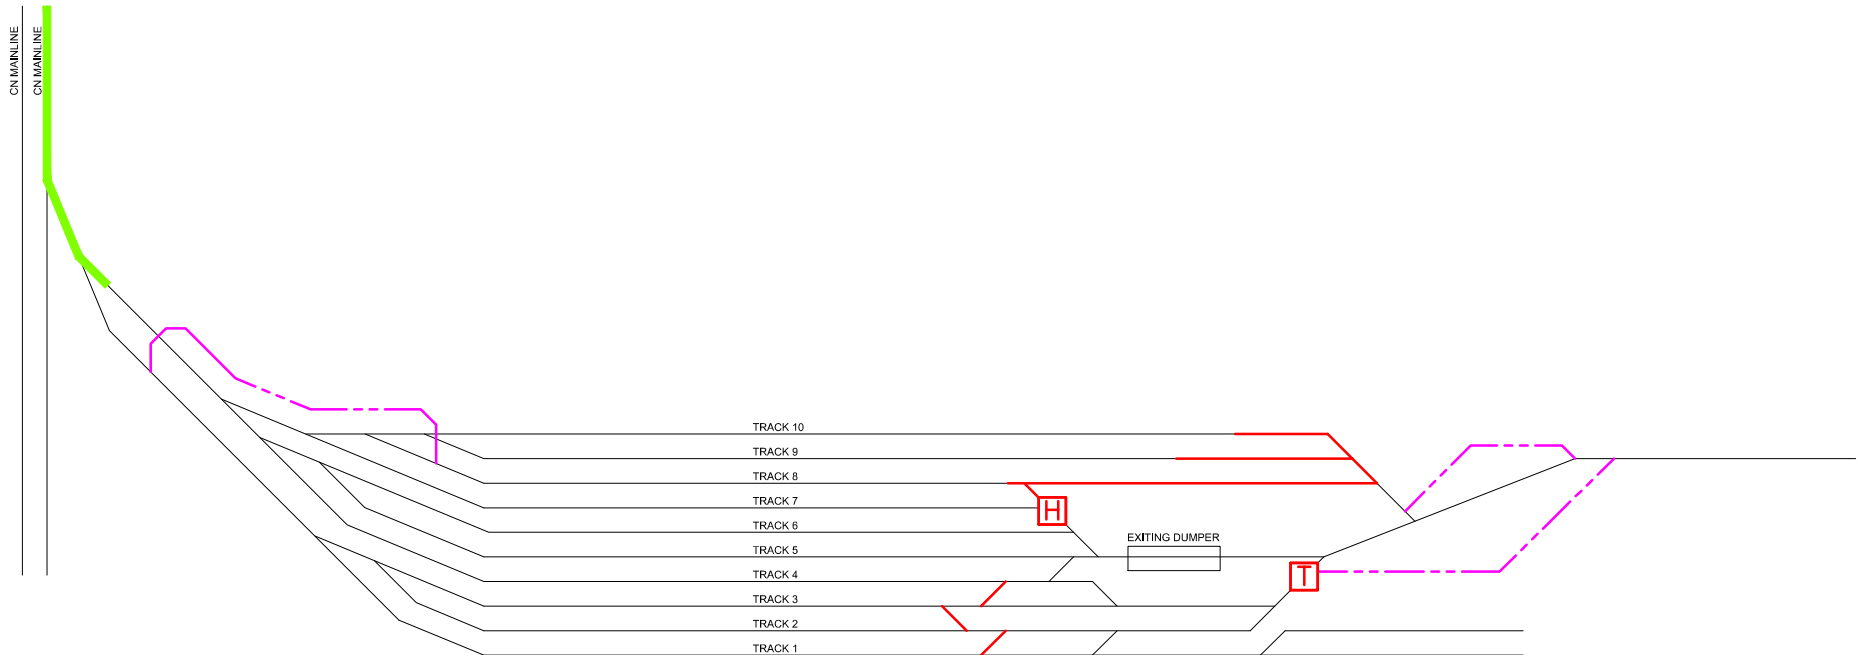 CN MAINLINE
CN MAINLINE
TRACK 10
TRACK 9
TRACK 8
TRACK 7
H
TRACK 6
EXITING DUMPER
TRACK 5
TRACK 4
T
TRACK 3
TRACK 2
TRACK 1